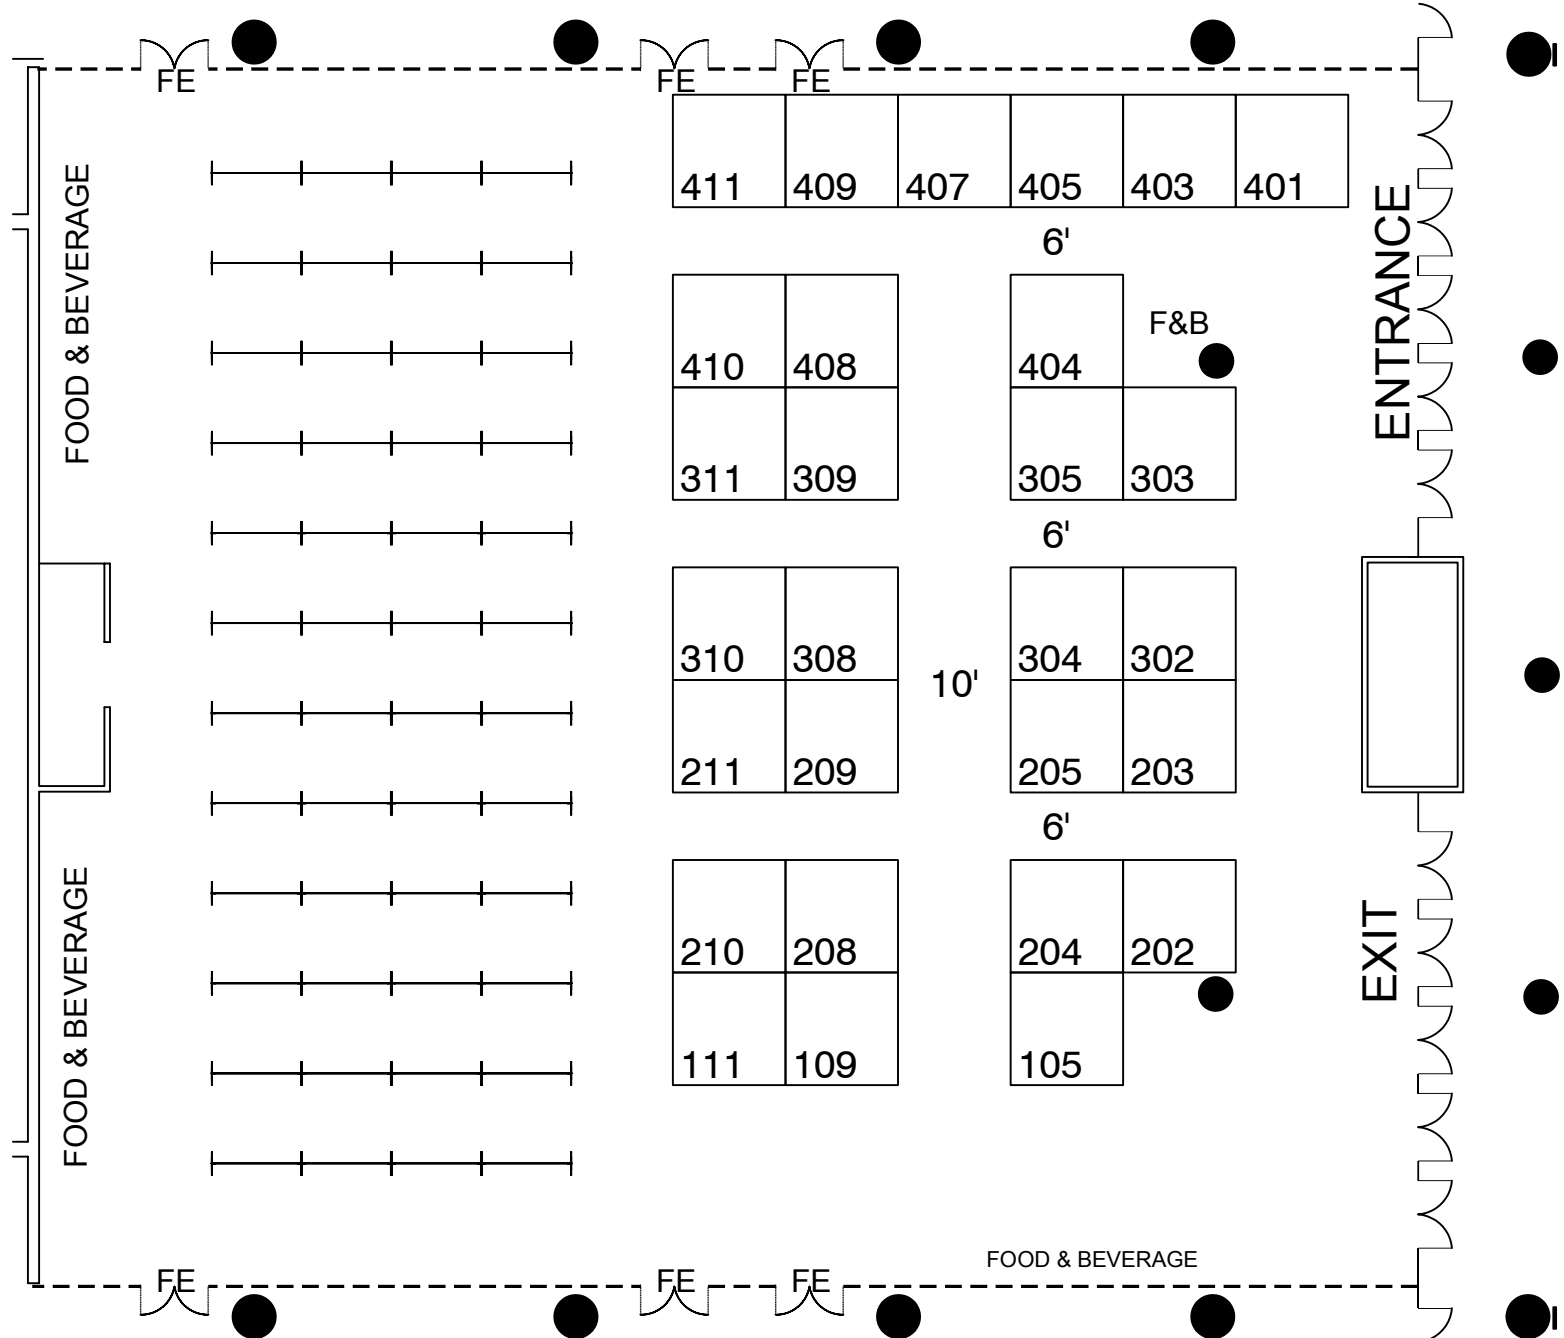 FE FE FE
411 409 407 405 403 401
6'
FOOD & BEVERAGE
ENTRANCE
F&B
410 408 404
311 309 305 303
6'
310 308 304 302
10'
211 209 205 203
6'
FOOD & BEVERAGE
EXIT
210 208 204 202
111 109 105
FOOD & BEVERAGE
FE FE FE